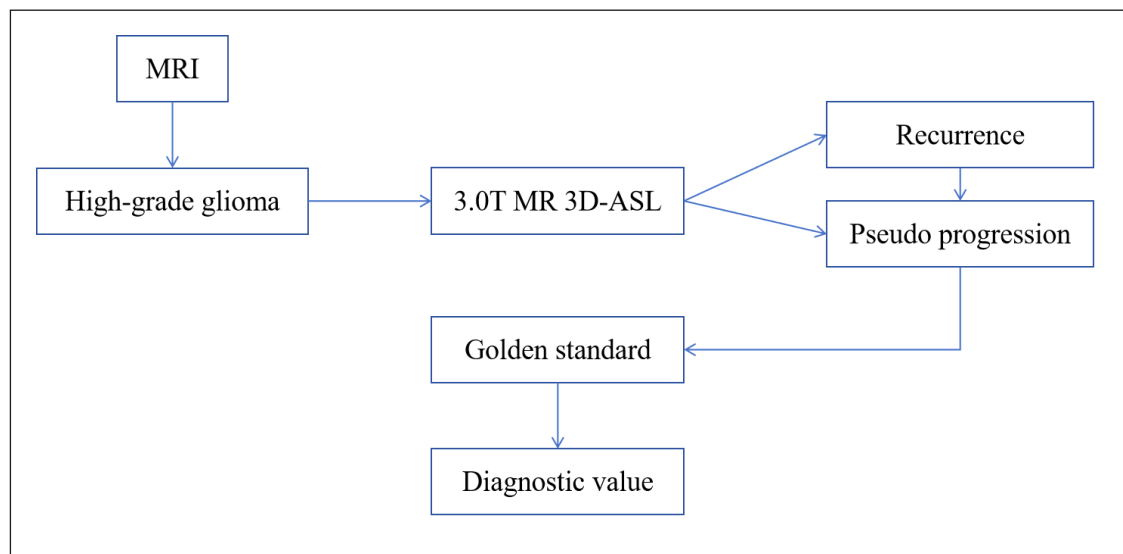 MRI
High-grade glioma
3.0T MR 3D-ASL
Recurrence
Pseudo progression
Golden standard
Diagnostic value